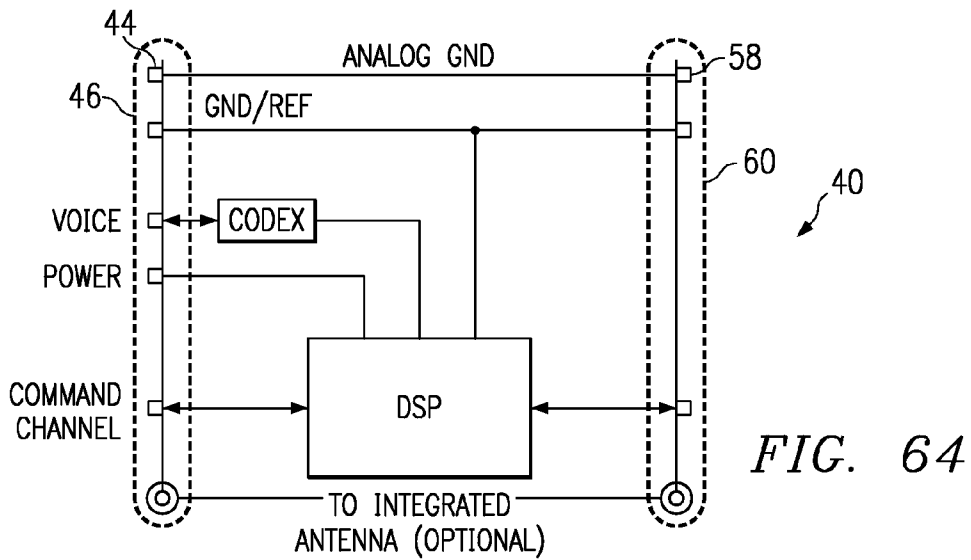 44
ANALOG GND
58
46
GND/REF
60
40
VOICE
CODEX
POWER
COMMAND
CHANNEL
DSP
FIG. 64
TO INTEGRATED
ANTENNA (OPTIONAL)